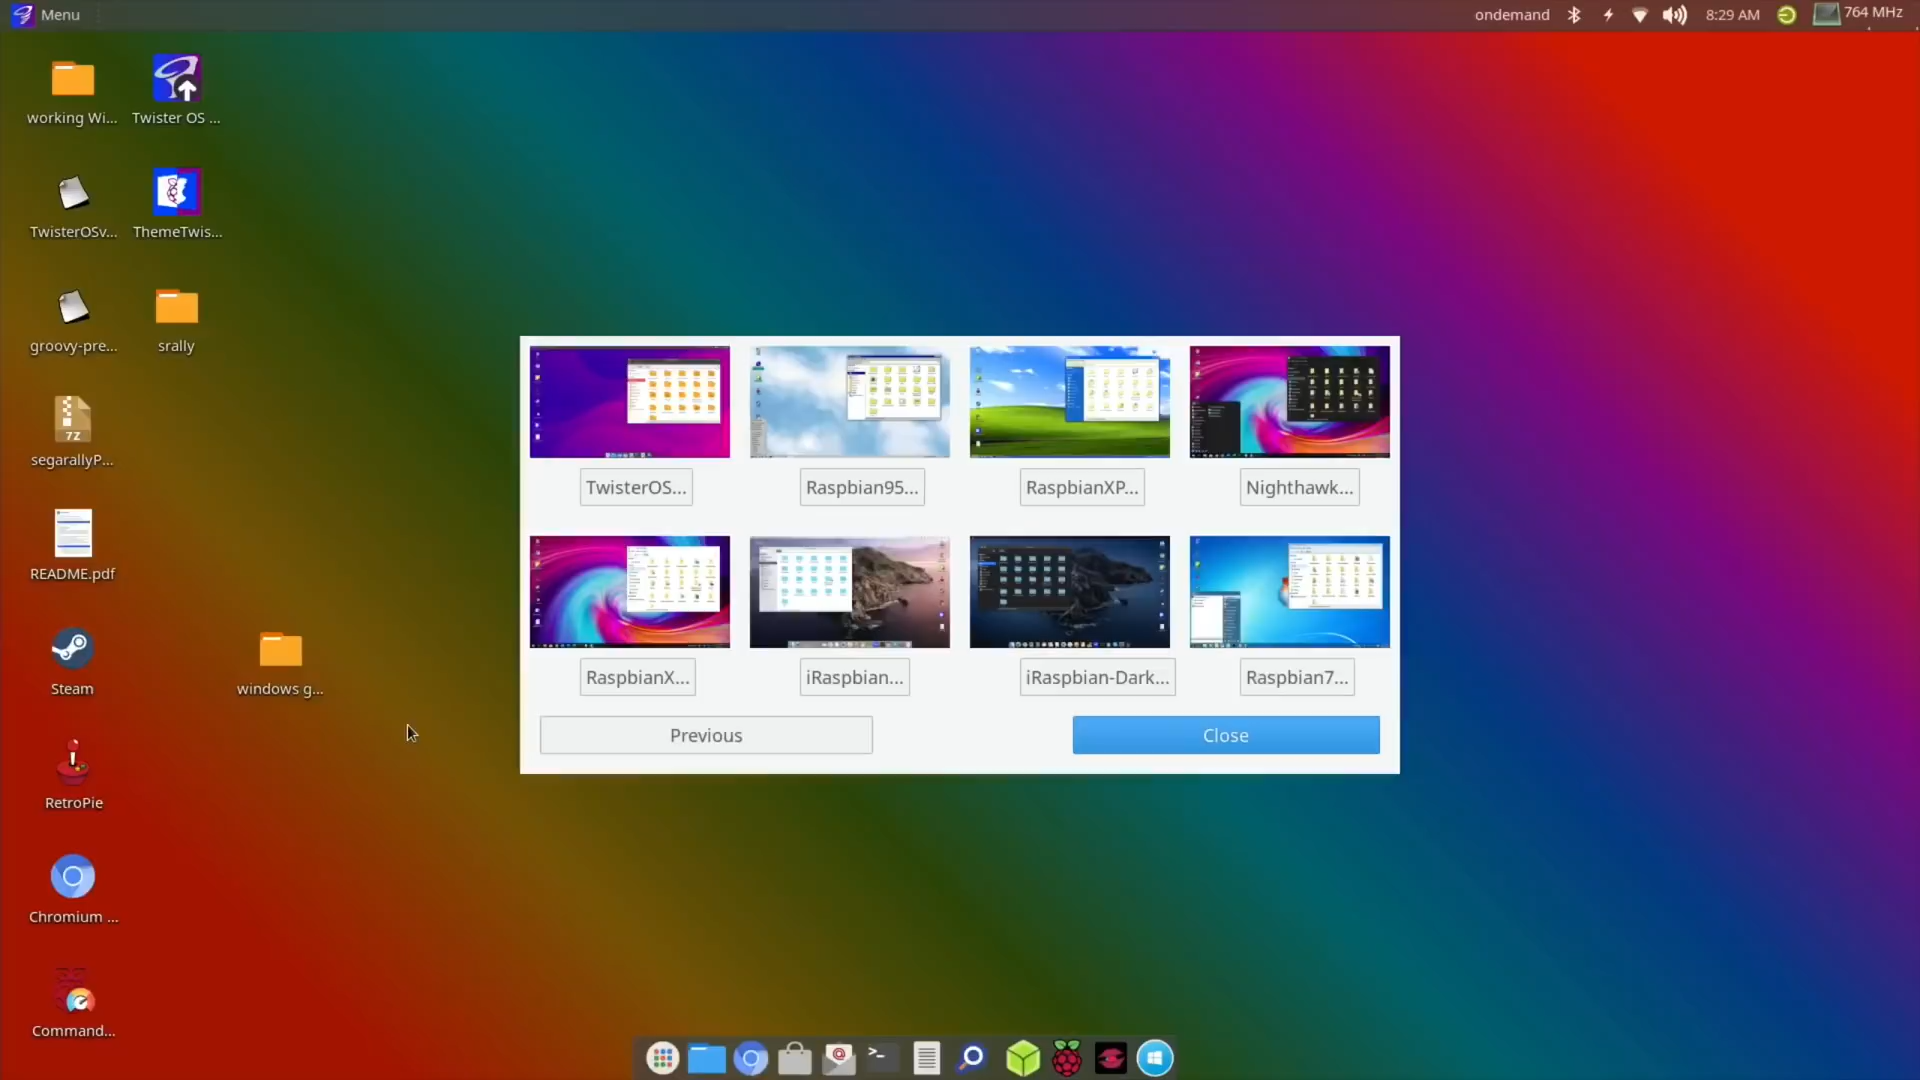 Menu
ondemand
8:29 AM
764 MHz
working Wi...
Twister OS ...
TwisterOSv...
ThemeTwis...
groovy-pre...
srally
7Z
segarallyP...
README.pdf
Steam
windows g...
RetroPie
Chromium ...
Command...
TwisterOS...
Raspbian95...
RaspbianXP...
Nighthawk...
RaspbianX...
iRaspbian...
iRaspbian-Dark...
Raspbian7...
Previous
Close